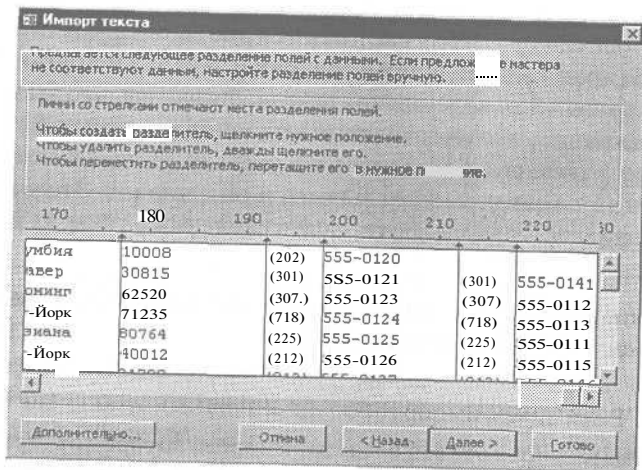 Импорт текста
Предлагается следующее разделение полей с данными. Если предлож е мастера
не соответствуют данным, настройте разделение полей вручную.
Линии со стрелками отмечают места разделения полей.
Чтобы создать разделитель, щелкните нужное положение.
Чтобы удалить разделитель, дважды щелкните его.
Чтобы переместить разделитель, перетащите его в нужное п ие.
170 180 190 200 210 220 30
умбия 10008 (202) 555-0120
авер 30815 (301) 5S5-0121 (301) 555-0141
онинг 62520 (307.) 555-0123 (307) 555-0112
-Йорк 71235 (718) 555-0124 (718) 555-0113
зиана 80764 (225) 555-0125 (225) 555-0111
-Йорк 40012 (212) 555-0126 (212) 555-0115
Дополнительно... Отмена < Назад Далее > Готово